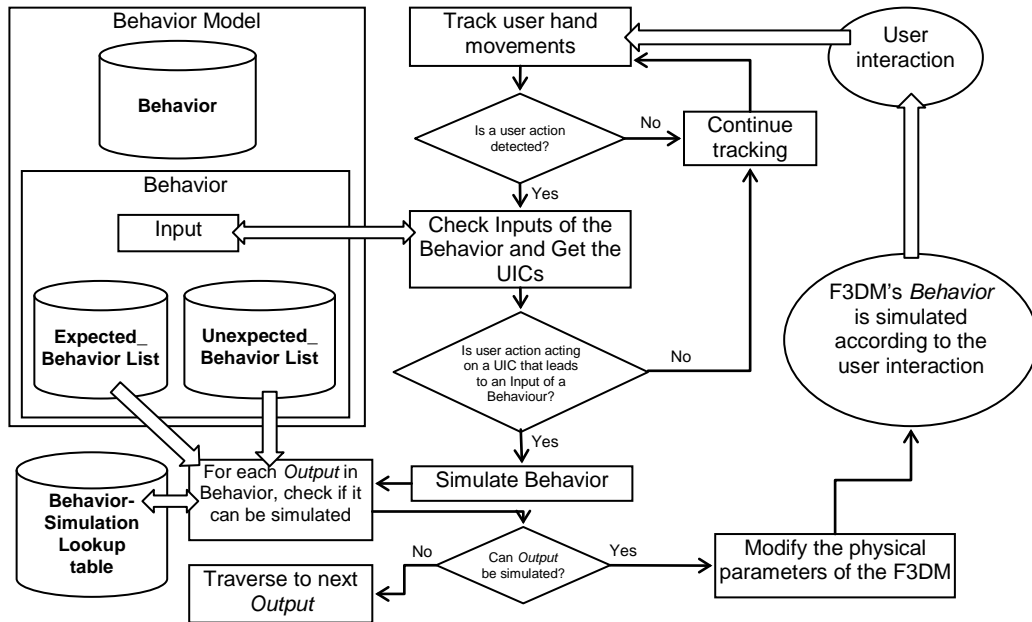 Behavior Model
Behavior
Behavior
Input
Expected_
Behavior List
Unexpected_
Behavior List
Behavior-
Simulation
Lookup
table
Track user hand
movements
Is a user action
detected?
No
Continue
tracking
Yes
Check Inputs of the
Behavior and Get the
UICs
Is user action acting
on a UIC that leads
to an Input of a
Behaviour?
No
Yes
Simulate Behavior
For each Output in
Behavior, check if it
can be simulated
Can Output
be simulated?
No
Yes
Traverse to next
Output
Modify the physical
parameters of the F3DM
F3DM's Behavior
is simulated
according to the
user interaction
User
interaction